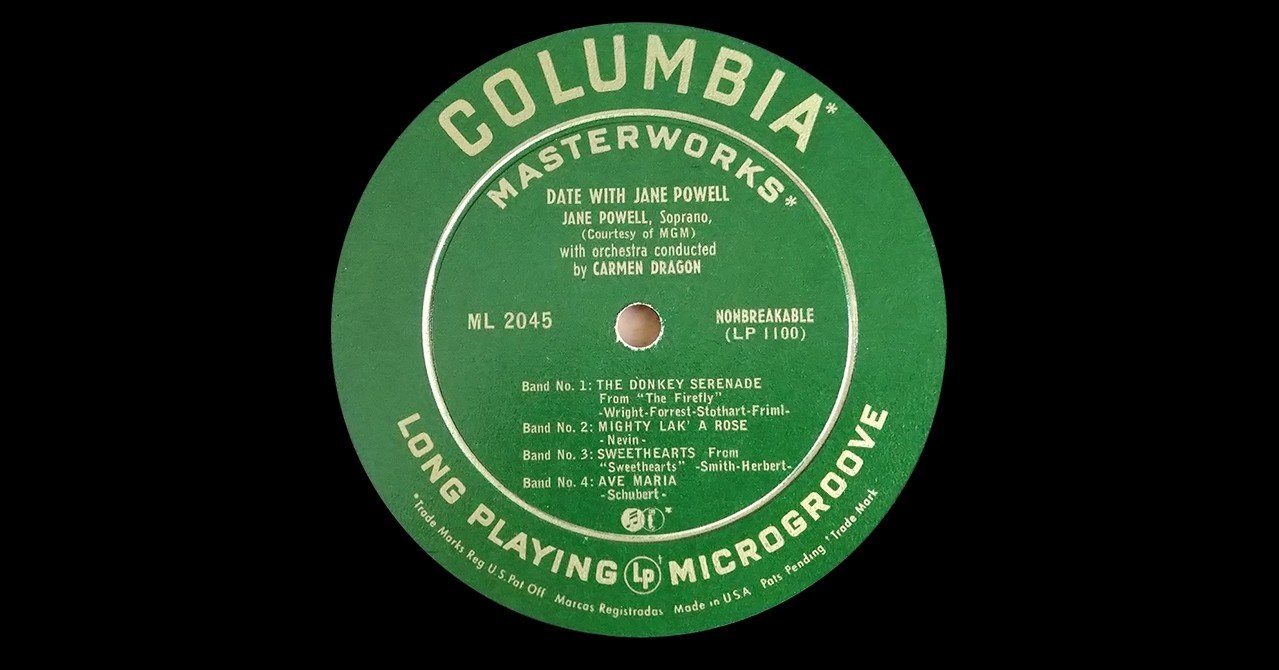 COLUMBIA*
MASTERWORKS*
DATE WITH JANE POWELL
JANE POWELL, Soprano,
(Courtesy of MGM)
with orchestra conducted
by CARMEN DRAGON
ML 2045
NONBREAKABLE
(LP 1100)
Band No. 1: THE DONKEY SERENADE
From "The Firefly"
-Wright-Forrest-Stothart-Friml-
Band No. 2: MIGHTY LAK' A ROSE
-Nevin-
Band No. 3: SWEETHEARTS From
"Sweethearts" -Smith-Herbert-
Band No. 4: AVE MARIA
-Schubert-
*
LONG PLAYING Lp† MICROGROOVE
*Trade Marks Reg U.S. Pat Off Marcas Registradas Made in U S A Pats Pending †Trade Mark